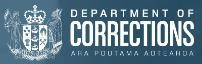 DEPARTMENT OF
CORRECTIONS
ARA POUTAMA AOTEAROA